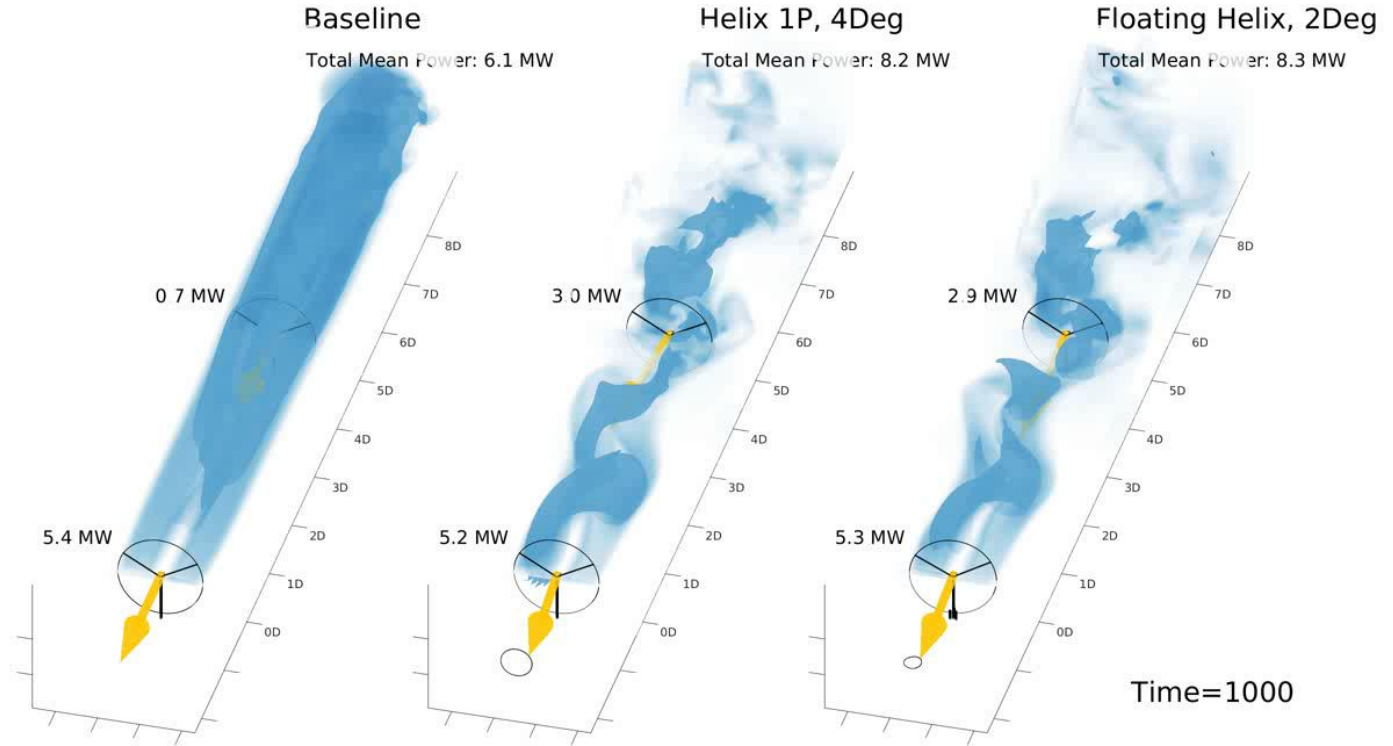 Baseline
Total Mean Power: 6.1 MW
Helix 1P, 4Deg
Total Mean Power: 8.2 MW
Floating Helix, 2Deg
Total Mean Power: 8.3 MW
0 7 MW
5.4 MW
8D
7D
6D
5D
4D
3D
2D
1D
0D
3 0 MW
5.2 MW
8D
7D
6D
5D
4D
3D
2D
1D
0D
2 9 MW
5.3 MW
8D
7D
6D
5D
4D
3D
2D
1D
0D
Time=1000